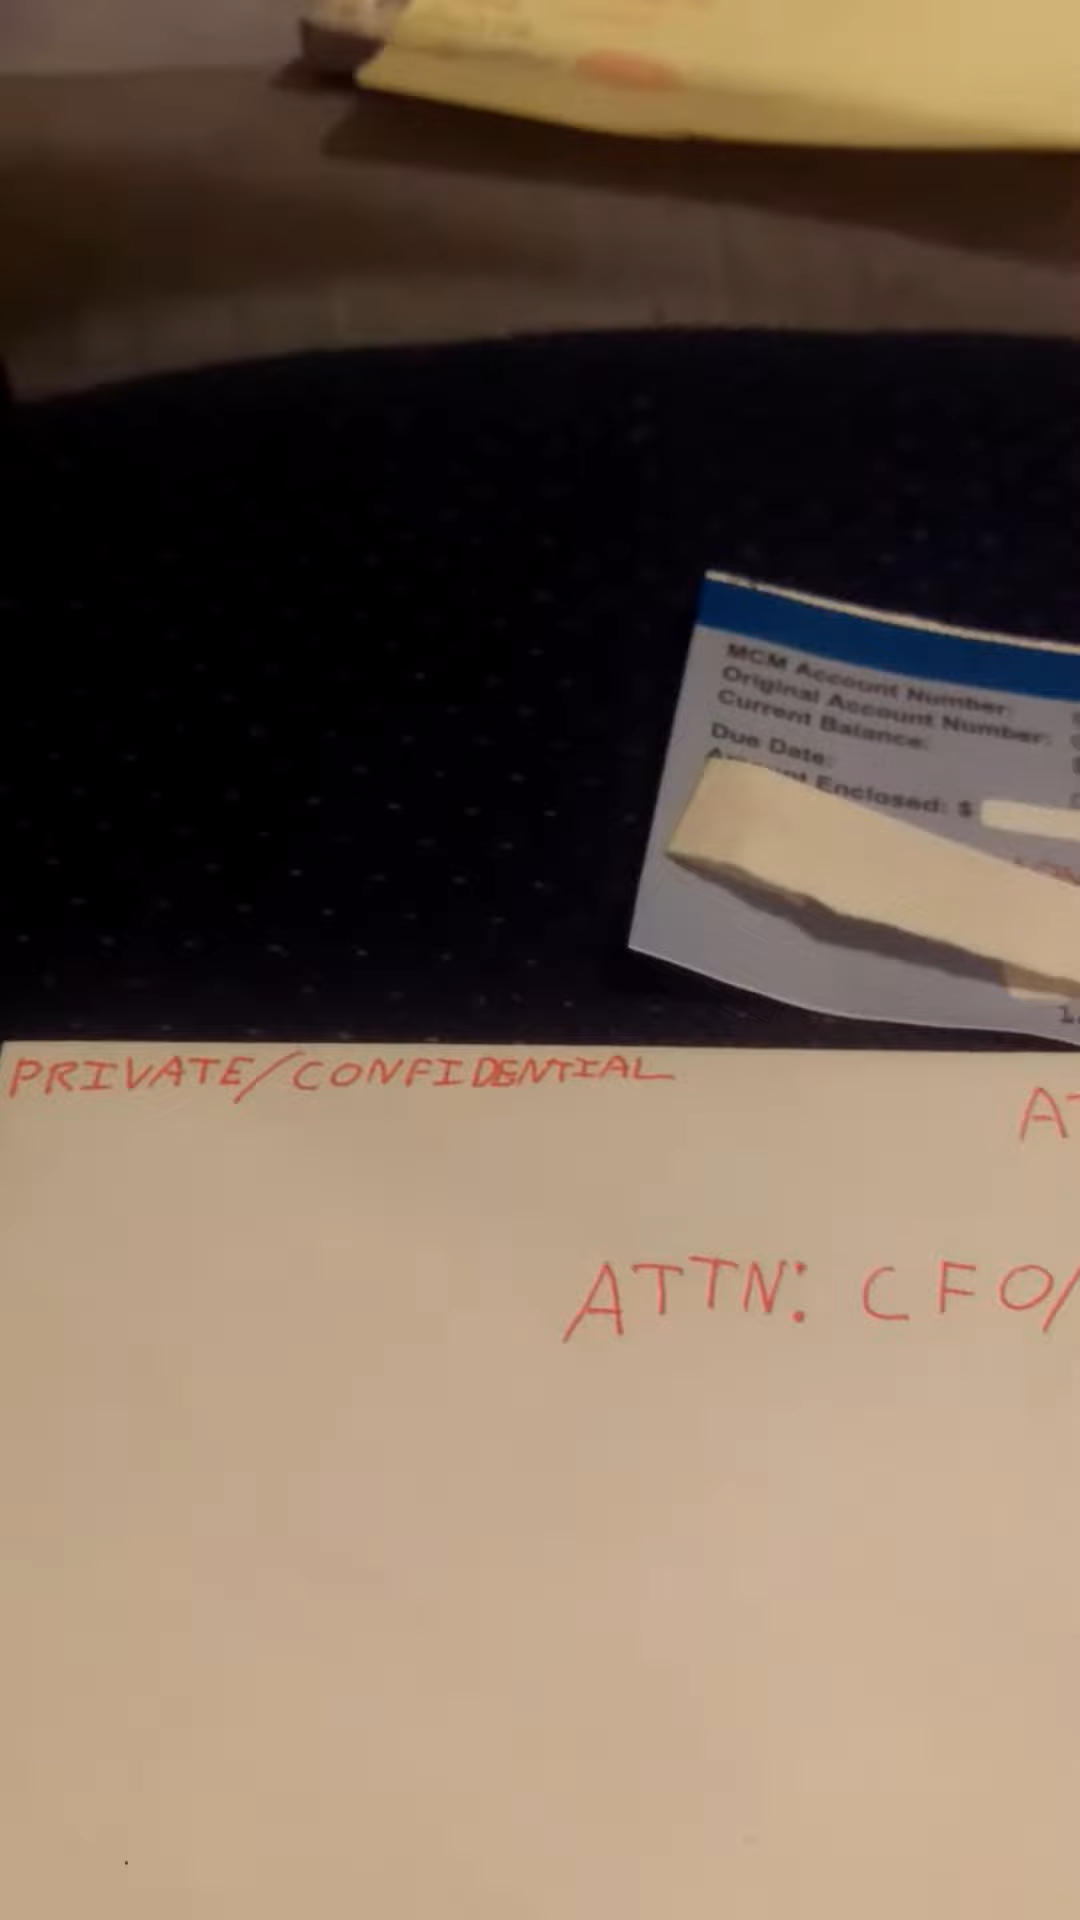 MCM Account Number:
Original Account Number:
Current Balance:
Due Date:
Enclosed: $
PRIVATE/CONFIDENTIAL
ATTN: CFO/